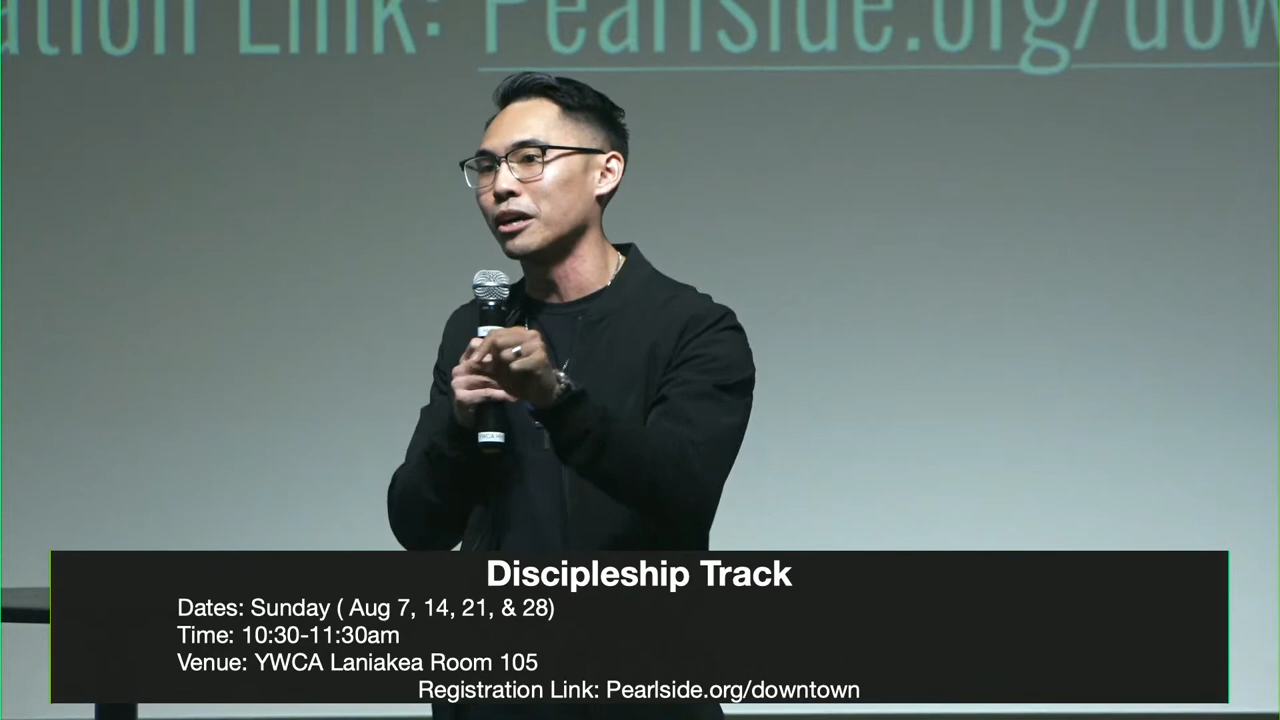 ation Link: Pearlside.org/dow
YWCA
Discipleship Track
Dates: Sunday ( Aug 7, 14, 21, & 28)
Time: 10:30-11:30am
Venue: YWCA Laniakea Room 105
Registration Link: Pearlside.org/downtown